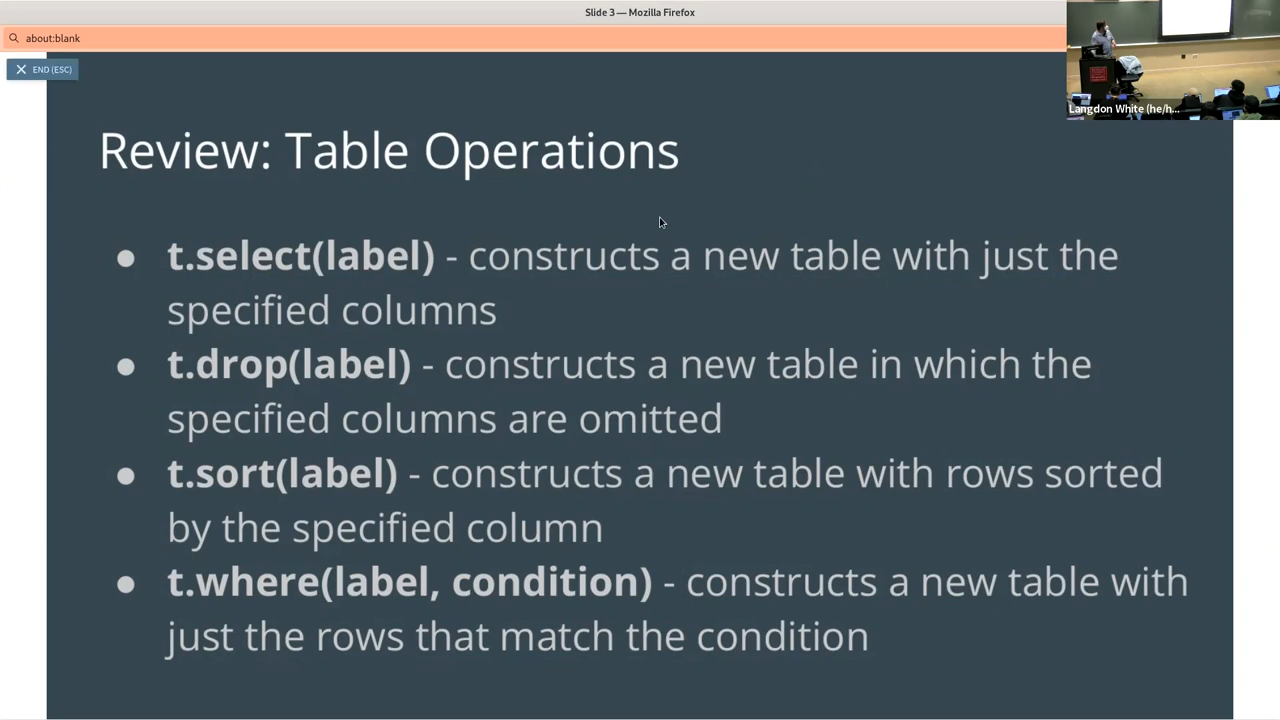 Slide 3 — Mozilla Firefox
about:blank
END (ESC)
Langdon White (he/h...
Review: Table Operations
● t.select(label) - constructs a new table with just the
specified columns
● t.drop(label) - constructs a new table in which the
specified columns are omitted
● t.sort(label) - constructs a new table with rows sorted
by the specified column
● t.where(label, condition) - constructs a new table with
just the rows that match the condition